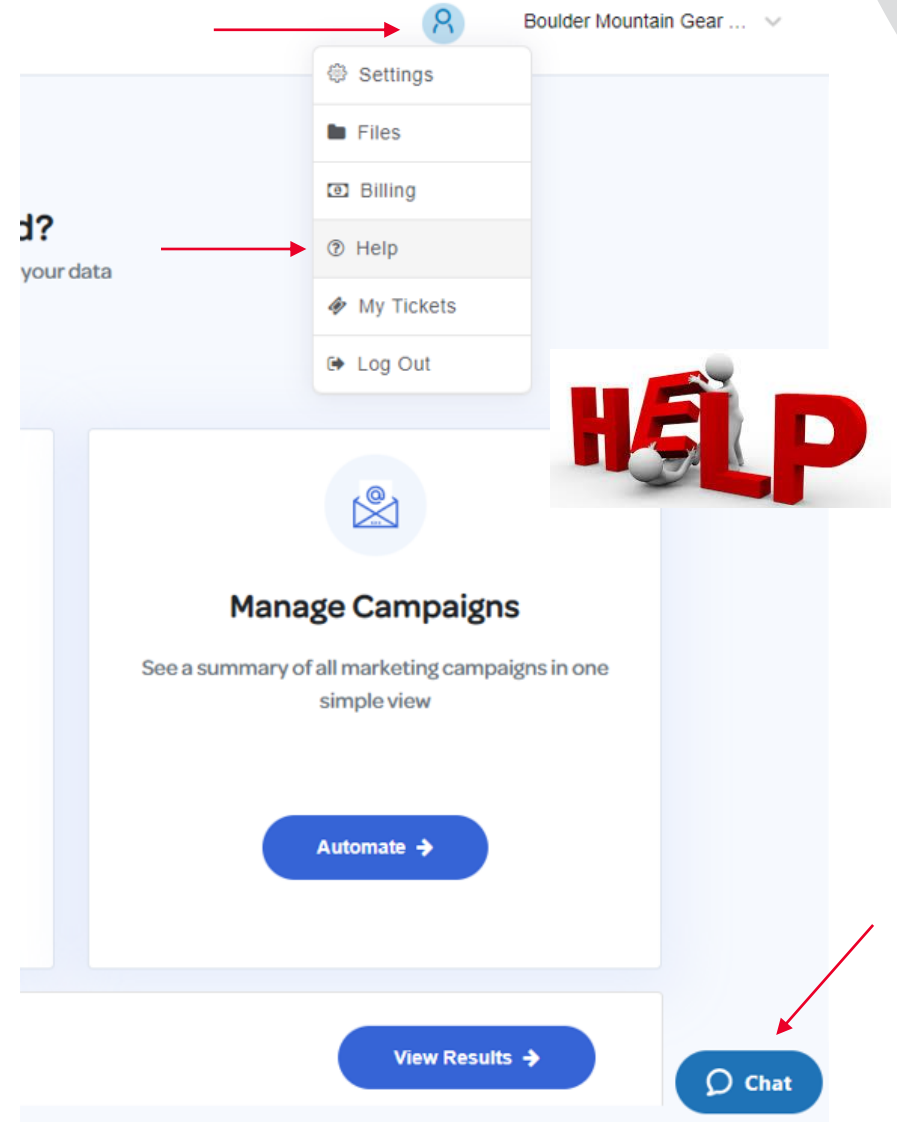 Boulder Mountain Gear ...
Settings
Files
Billing
d?
Help
your data
My Tickets
Log Out
HELP
@
Manage Campaigns
See a summary of all marketing campaigns in one
simple view
Automate
View Results
Chat